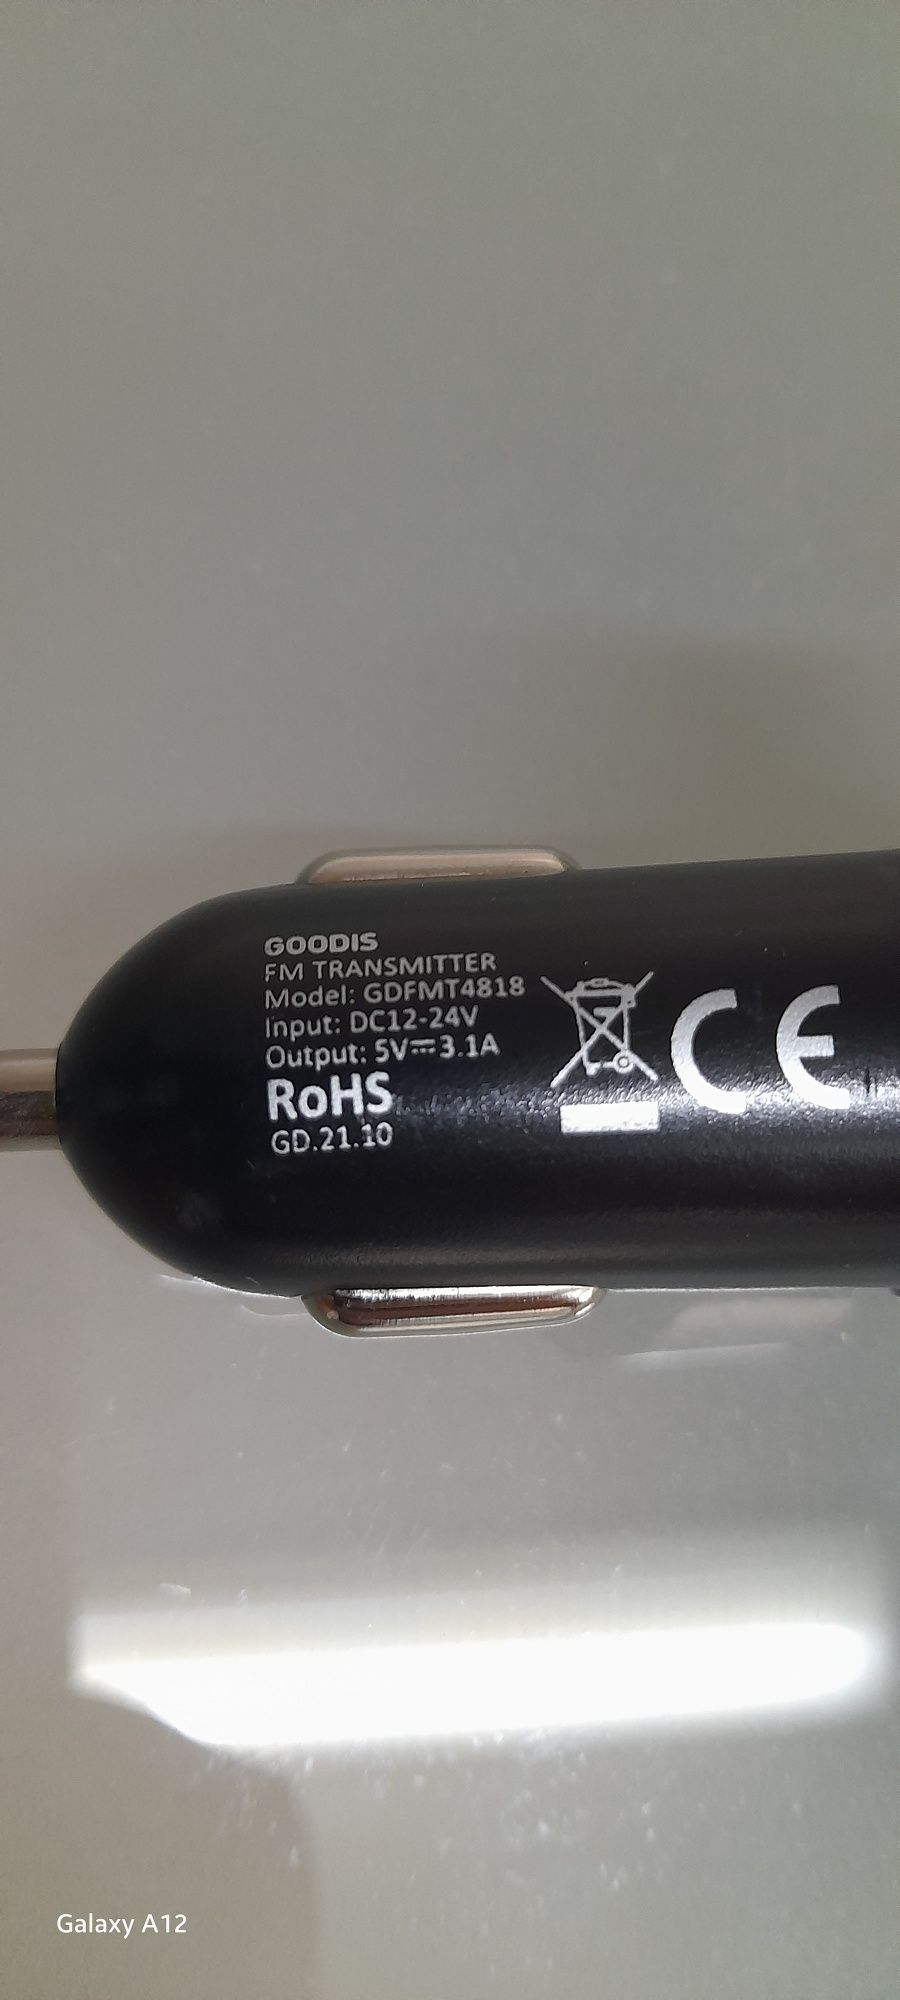 GOODIS
FM TRANSMITTER
Model: GDFMT4818
Input: DC12-24V
Output: 5V⎓3.1A
RoHS
GD.21.10
CE
Galaxy A12